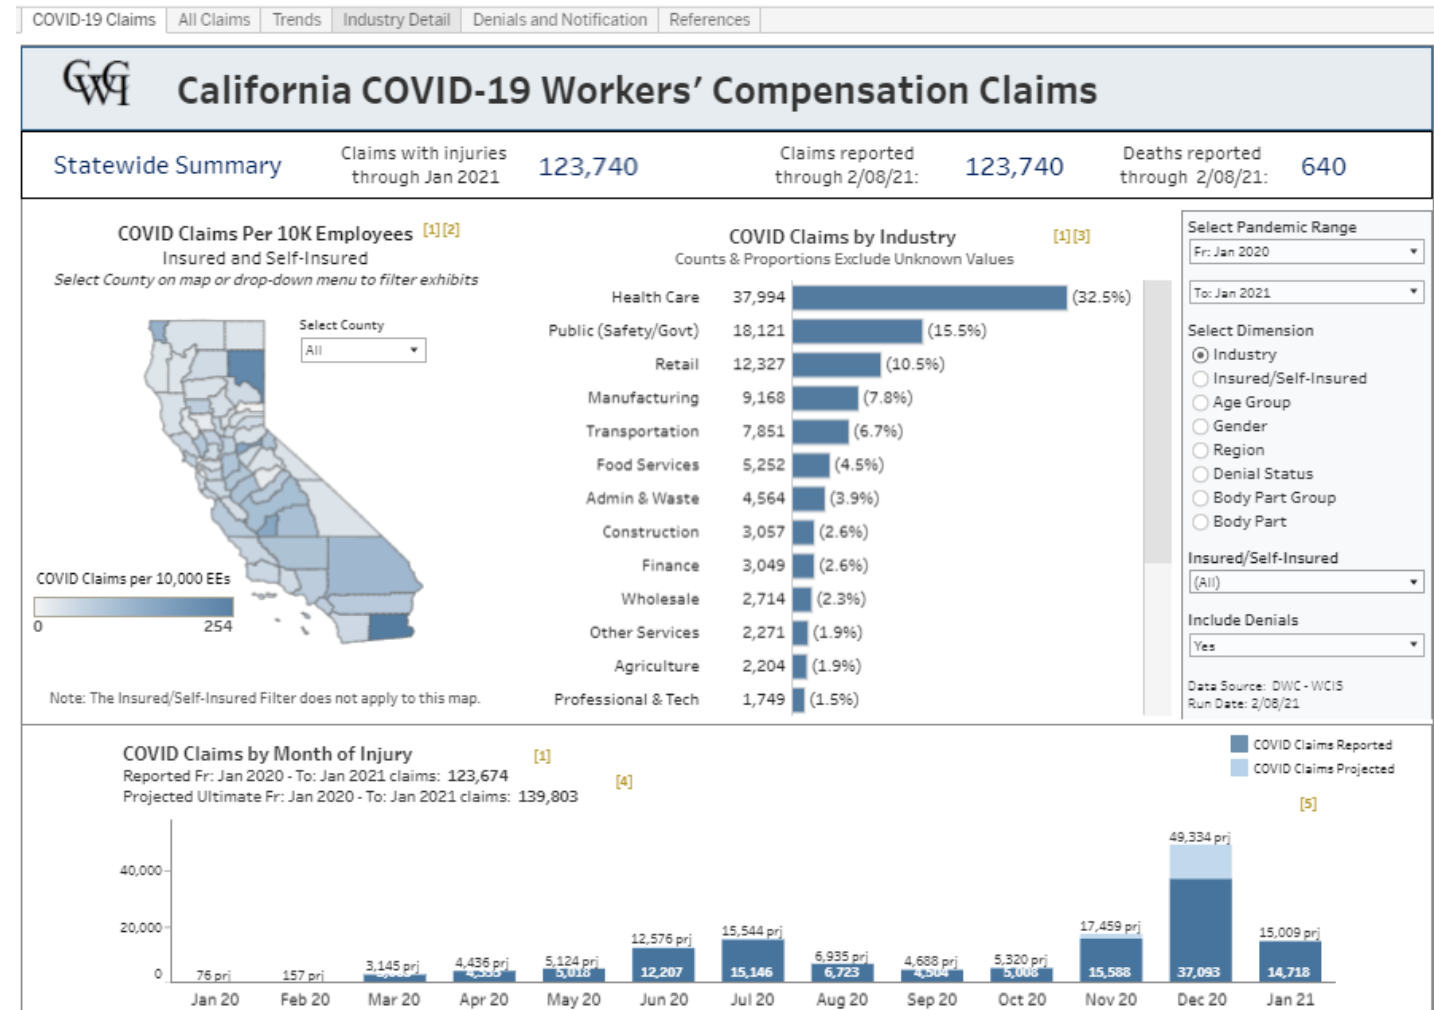 COVID-19 Claims All Claims Trends Industry Detail Denials and Notification References
CWCI California COVID-19 Workers' Compensation Claims
Statewide Summary
Claims with injuries
through Jan 2021
123,740
Claims reported
through 2/08/21:
123,740
Deaths reported
through 2/08/21:
640
COVID Claims Per 10K Employees [1][2]
Insured and Self-Insured
Select County on map or drop-down menu to filter exhibits
Select County
All
COVID Claims per 10,000 EEs
0 254
Note: The Insured/Self-Insured Filter does not apply to this map.
COVID Claims by Industry [1][3]
Counts & Proportions Exclude Unknown Values
Health Care 37,994 (32.5%)
Public (Safety/Govt) 18,121 (15.5%)
Retail 12,327 (10.5%)
Manufacturing 9,168 (7.8%)
Transportation 7,851 (6.7%)
Food Services 5,252 (4.5%)
Admin & Waste 4,564 (3.9%)
Construction 3,057 (2.6%)
Finance 3,049 (2.6%)
Wholesale 2,714 (2.3%)
Other Services 2,271 (1.9%)
Agriculture 2,204 (1.9%)
Professional & Tech 1,749 (1.5%)
Select Pandemic Range
Fr: Jan 2020
To: Jan 2021
Select Dimension
Industry
Insured/Self-Insured
Age Group
Gender
Region
Denial Status
Body Part Group
Body Part
Insured/Self-Insured
(All)
Include Denials
Yes
Data Source: DWC - WCIS
Run Date: 2/08/21
COVID Claims by Month of Injury [1]
Reported Fr: Jan 2020 - To: Jan 2021 claims: 123,674
Projected Ultimate Fr: Jan 2020 - To: Jan 2021 claims: 139,803
[4]
COVID Claims Reported
COVID Claims Projected
[5]
40,000
20,000
0
76 prj 157 prj 3,145 prj 4,436 prj 5,124 prj 12,576 prj 15,544 prj 6,935 prj 4,688 prj 5,320 prj 17,459 prj 49,334 prj 15,009 prj
4,355 5,018 12,207 15,146 6,723 4,504 5,008 15,588 37,093 14,718
Jan 20 Feb 20 Mar 20 Apr 20 May 20 Jun 20 Jul 20 Aug 20 Sep 20 Oct 20 Nov 20 Dec 20 Jan 21